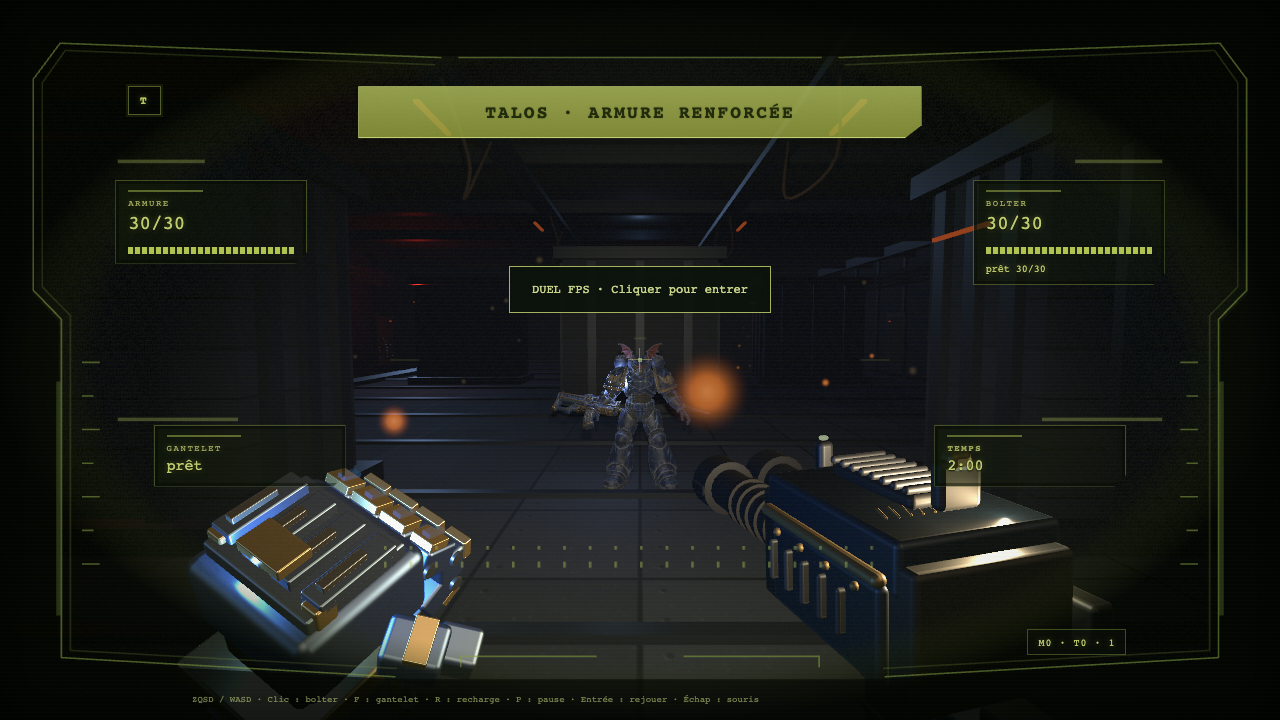 T
TALOS · ARMURE RENFORCÉE
ARMURE
30/30
BOLTER
30/30
prêt 30/30
DUEL FPS · Cliquer pour entrer
GANTELET
prêt
TEMPS
2:00
M0 · T0 · 1
ZQSD / WASD · Clic : bolter · F : gantelet · R : recharge · P : pause · Entrée : rejouer · Échap : souris